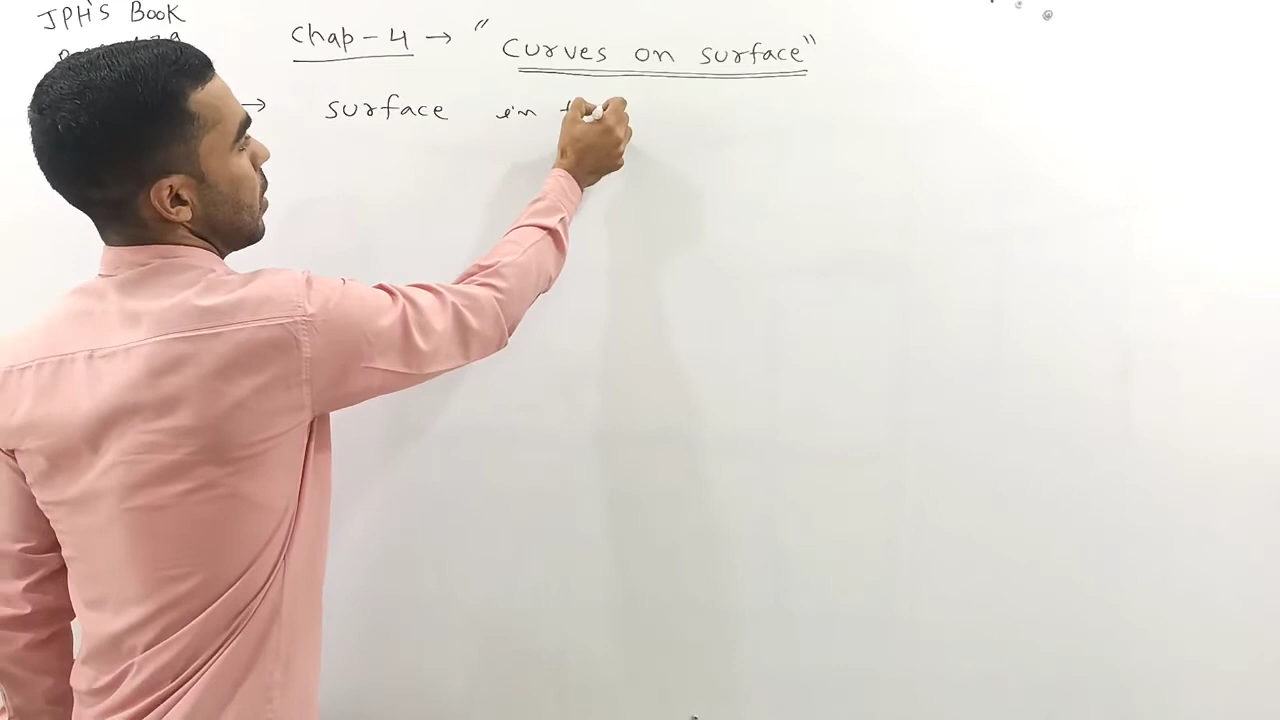 JPH'S Book
Chap-4 → "Curves on surface"
→ surface in